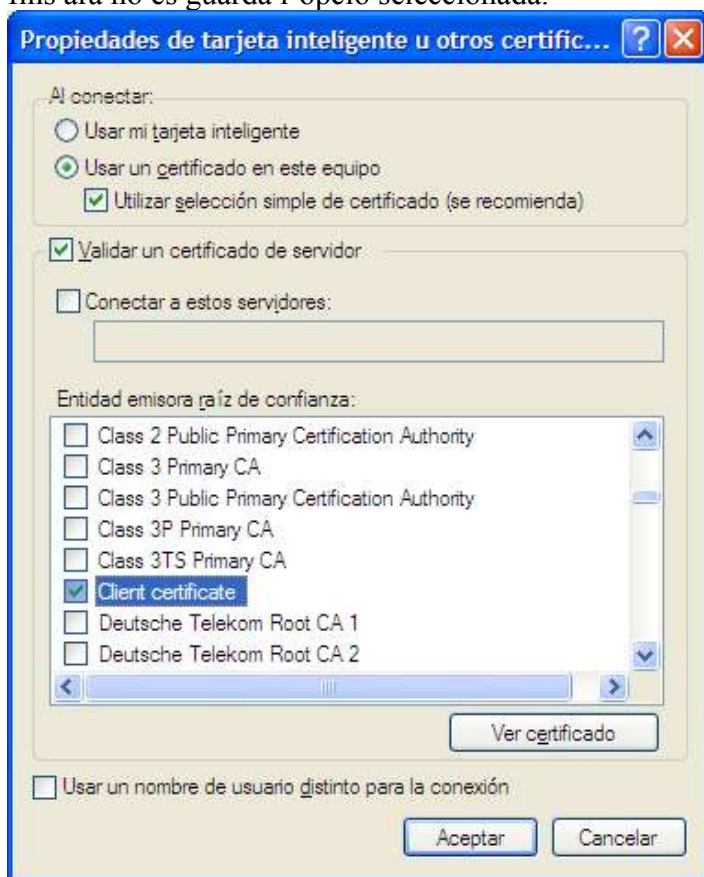 fins ara no es guarda l'opció seleccionada.
Propiedades de tarjeta inteligente u otros certific...
Al conectar:
Usar mi tarjeta inteligente
Usar un certificado en este equipo
Utilizar selección simple de certificado (se recomienda)
Validar un certificado de servidor
Conectar a estos servidores:
Entidad emisora raíz de confianza:
Class 2 Public Primary Certification Authority
Class 3 Primary CA
Class 3 Public Primary Certification Authority
Class 3P Primary CA
Class 3TS Primary CA
Client certificate
Deutsche Telekom Root CA 1
Deutsche Telekom Root CA 2
Ver certificado
Usar un nombre de usuario distinto para la conexión
Aceptar Cancelar